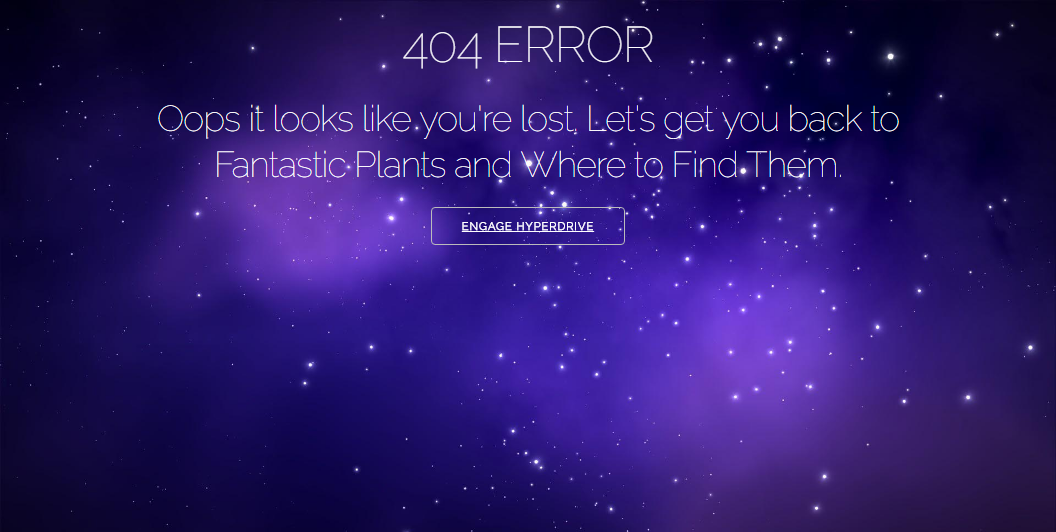 404 ERROR
Oops it looks like you're lost, Let's get you back to
Fantastic Plants and Where to Find Them.
ENGAGE HYPERDRIVE